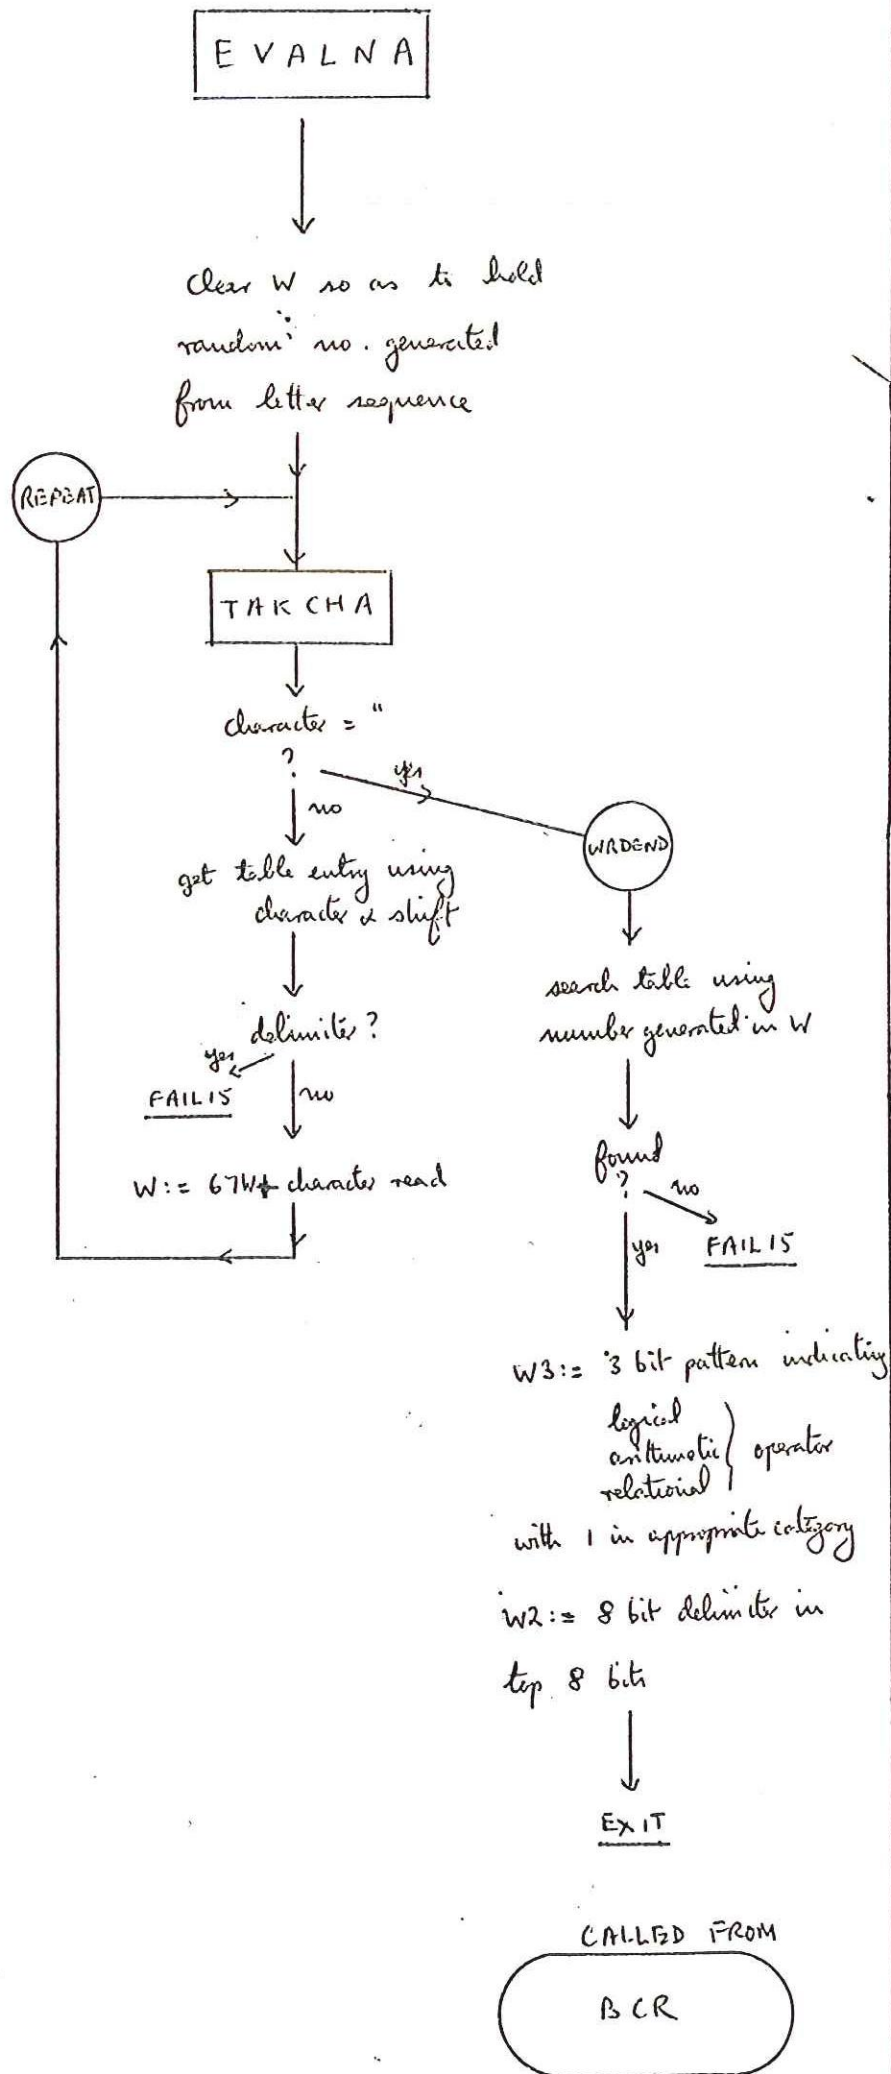 EVALNA
Clear W so as to hold
random no. generated
from letter sequence
REPEAT
TAKCHA
character = "
?
yes
no
WRDEND
get table entry using
character & shift
search table using
number generated in W
delimiter?
yes
FAIL15
no
found
?
no
FAIL15
yes
W := 67W+ character read
W3:= 3 bit pattern indicating
logical
arithmetic
relational
operator
with 1 in appropriate category
W2:= 8 bit delimiter in
top 8 bits
EXIT
CALLED FROM
BCR